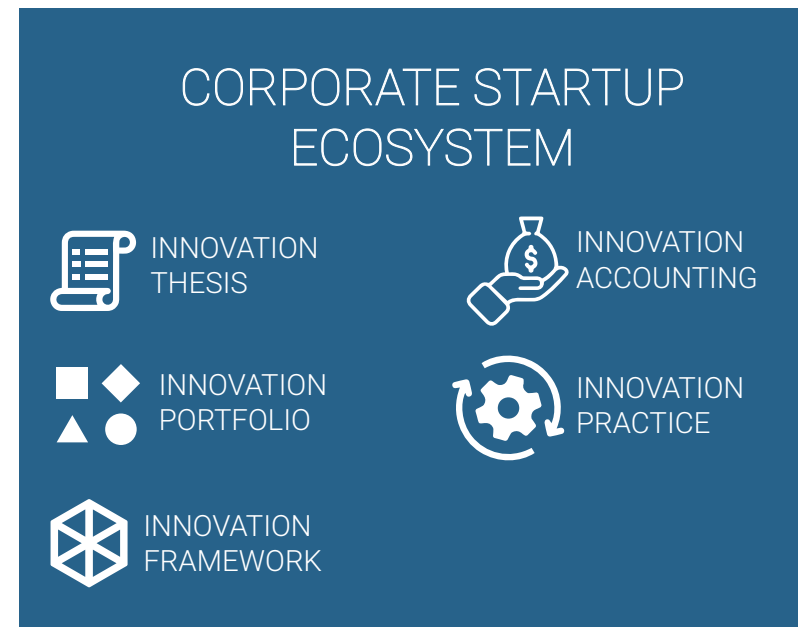 CORPORATE STARTUP
ECOSYSTEM
INNOVATION
THESIS
INNOVATION
PORTFOLIO
INNOVATION
FRAMEWORK
$
INNOVATION
ACCOUNTING
INNOVATION
PRACTICE